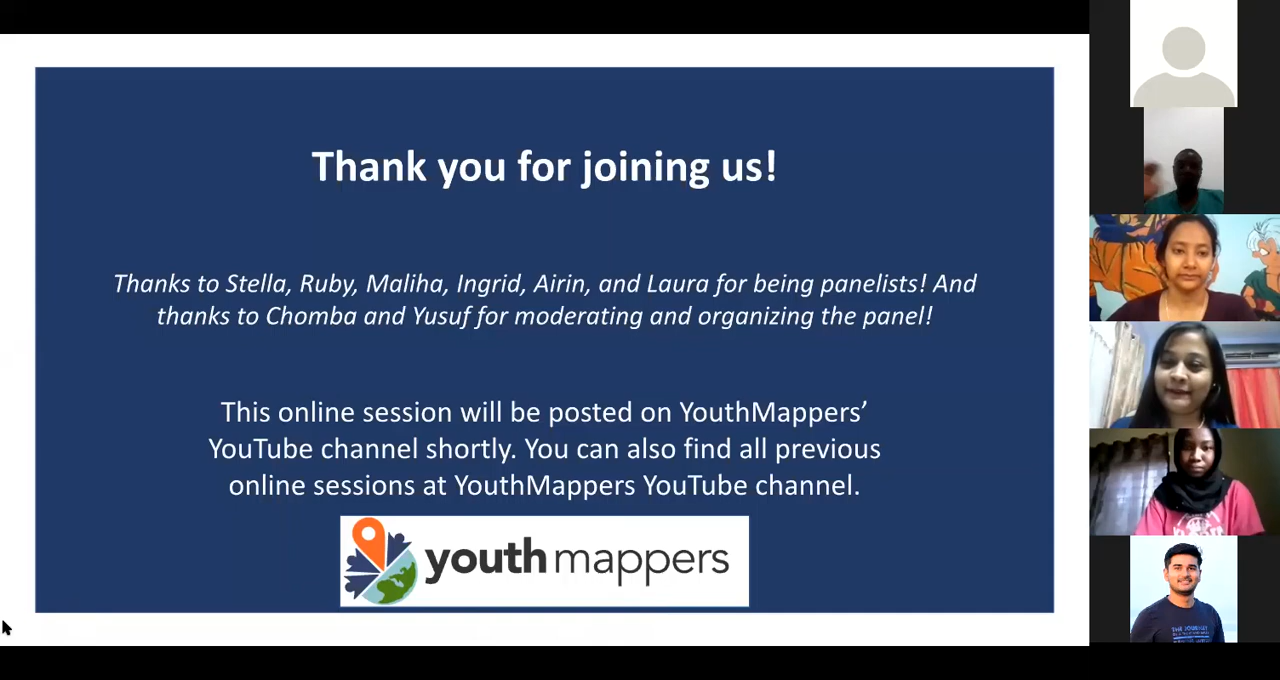 Thank you for joining us!
Thanks to Stella, Ruby, Maliha, Ingrid, Airin, and Laura for being panelists! And
thanks to Chomba and Yusuf for moderating and organizing the panel!
This online session will be posted on YouthMappers’
YouTube channel shortly. You can also find all previous
online sessions at YouthMappers YouTube channel.
youthmappers